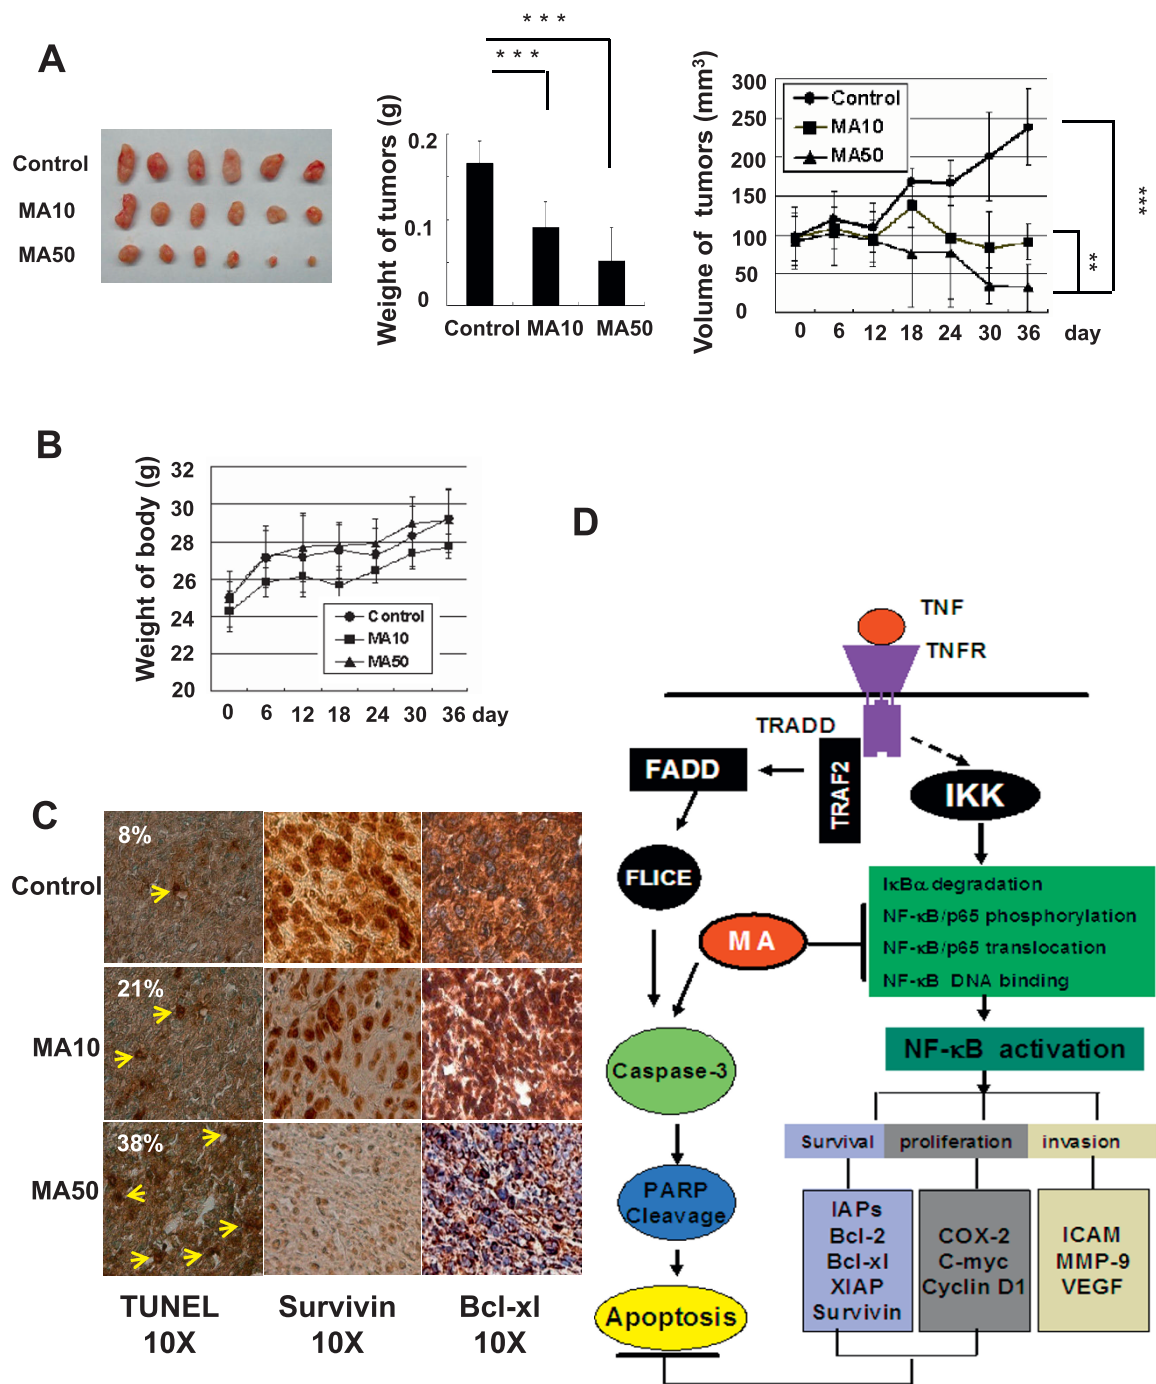 A
Control
MA10
MA50
* * *
* * *
Weight of tumors (g)
0.2
0.1
0
Control MA10 MA50
Volume of tumors (mm³)
300
250
200
150
100
50
0
Control
MA10
MA50
0 6 12 18 24 30 36 day
***
**
B
Weight of body (g)
32
30
28
26
24
22
20
Control
MA10
MA50
0 6 12 18 24 30 36 day
C
Control
MA10
MA50
8%
21%
38%
TUNEL
10X
Survivin
10X
Bcl-xl
10X
D
TNF
TNFR
TRADD
TRAF2
FADD
IKK
FLICE
MA
IκBα degradation
NF-κB/p65 phosphorylation
NF-κB/p65 translocation
NF-κB DNA binding
Caspase-3
NF-κB activation
Survival
proliferation
invasion
PARP
Cleavage
IAPs
Bcl-2
Bcl-xl
XIAP
Survivin
COX-2
C-myc
Cyclin D1
ICAM
MMP-9
VEGF
Apoptosis